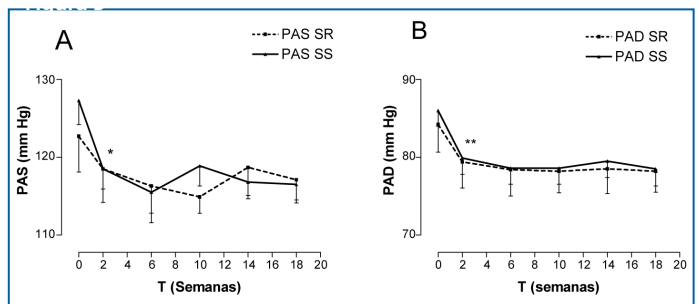 A
PAS SR
PAS SS
PAS (mm Hg)
130
120
110
*
0 2 4 6 8 10 12 14 16 18 20
T (Semanas)
B
PAD SR
PAD SS
PAD (mm Hg)
90
80
70
**
0 2 4 6 8 10 12 14 16 18 20
T (semanas)